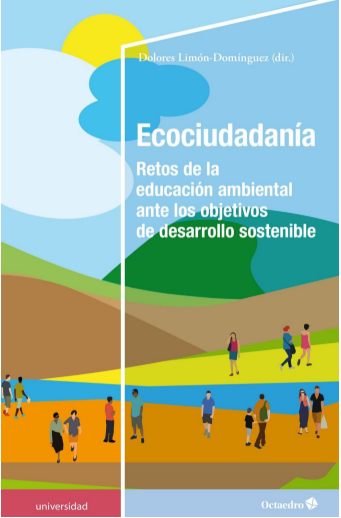 Dolores Limón-Domínguez (dir.)
Ecociudadanía
Retos de la
educación ambiental
ante los objetivos
de desarrollo sostenible
universidad
Octaedro